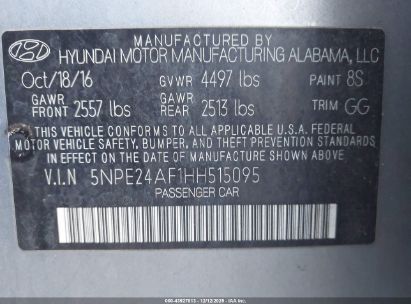 MANUFACTURED BY
HYUNDAI MOTOR MANUFACTURING ALABAMA, LLC
Oct/18/16 GVWR 4497 lbs PAINT 8S
GAWR FRONT 2557 lbs GAWR REAR 2513 lbs TRIM GG
THIS VEHICLE CONFORMS TO ALL APPLICABLE U.S.A. FEDERAL
MOTOR VEHICLE SAFETY, BUMPER, AND THEFT PREVENTION STANDARDS
IN EFFECT ON THE DATE OF MANUFACTURE SHOWN ABOVE.
V.I.N 5NPE24AF1HH515095
PASSENGER CAR